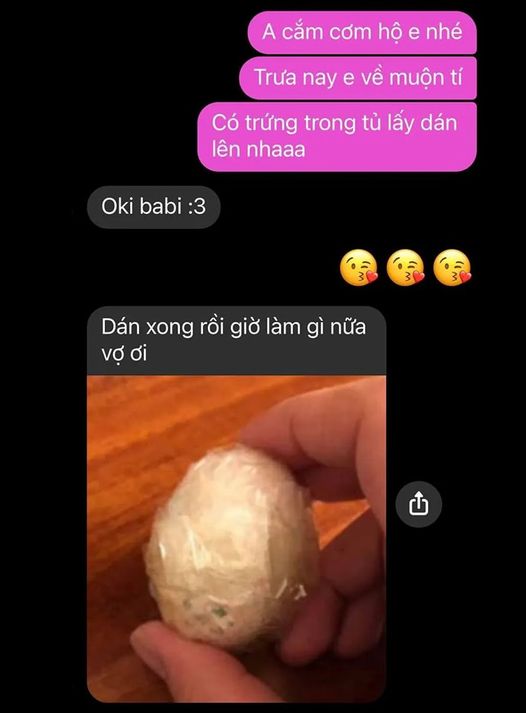 A cắm cơm hộ e nhé
Trưa nay e về muộn tí
Có trứng trong tủ lấy dán
lên nhaaa
Oki babi :3
😘😘😘
Dán xong rồi giờ làm gì nữa
vợ ơi